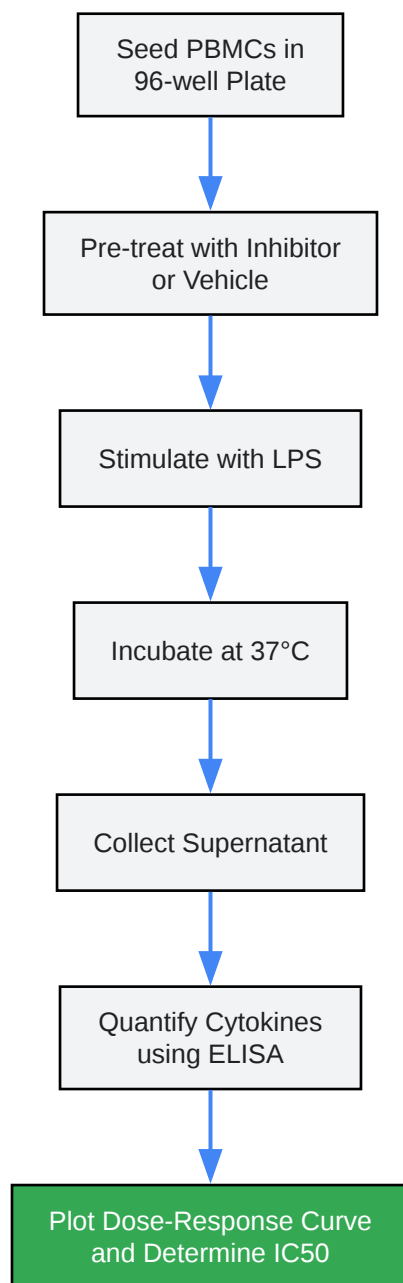 Seed PBMCs in
96-well Plate
Pre-treat with Inhibitor
or Vehicle
Stimulate with LPS
Incubate at 37°C
Collect Supernatant
Quantify Cytokines
using ELISA
Plot Dose-Response Curve
and Determine IC50